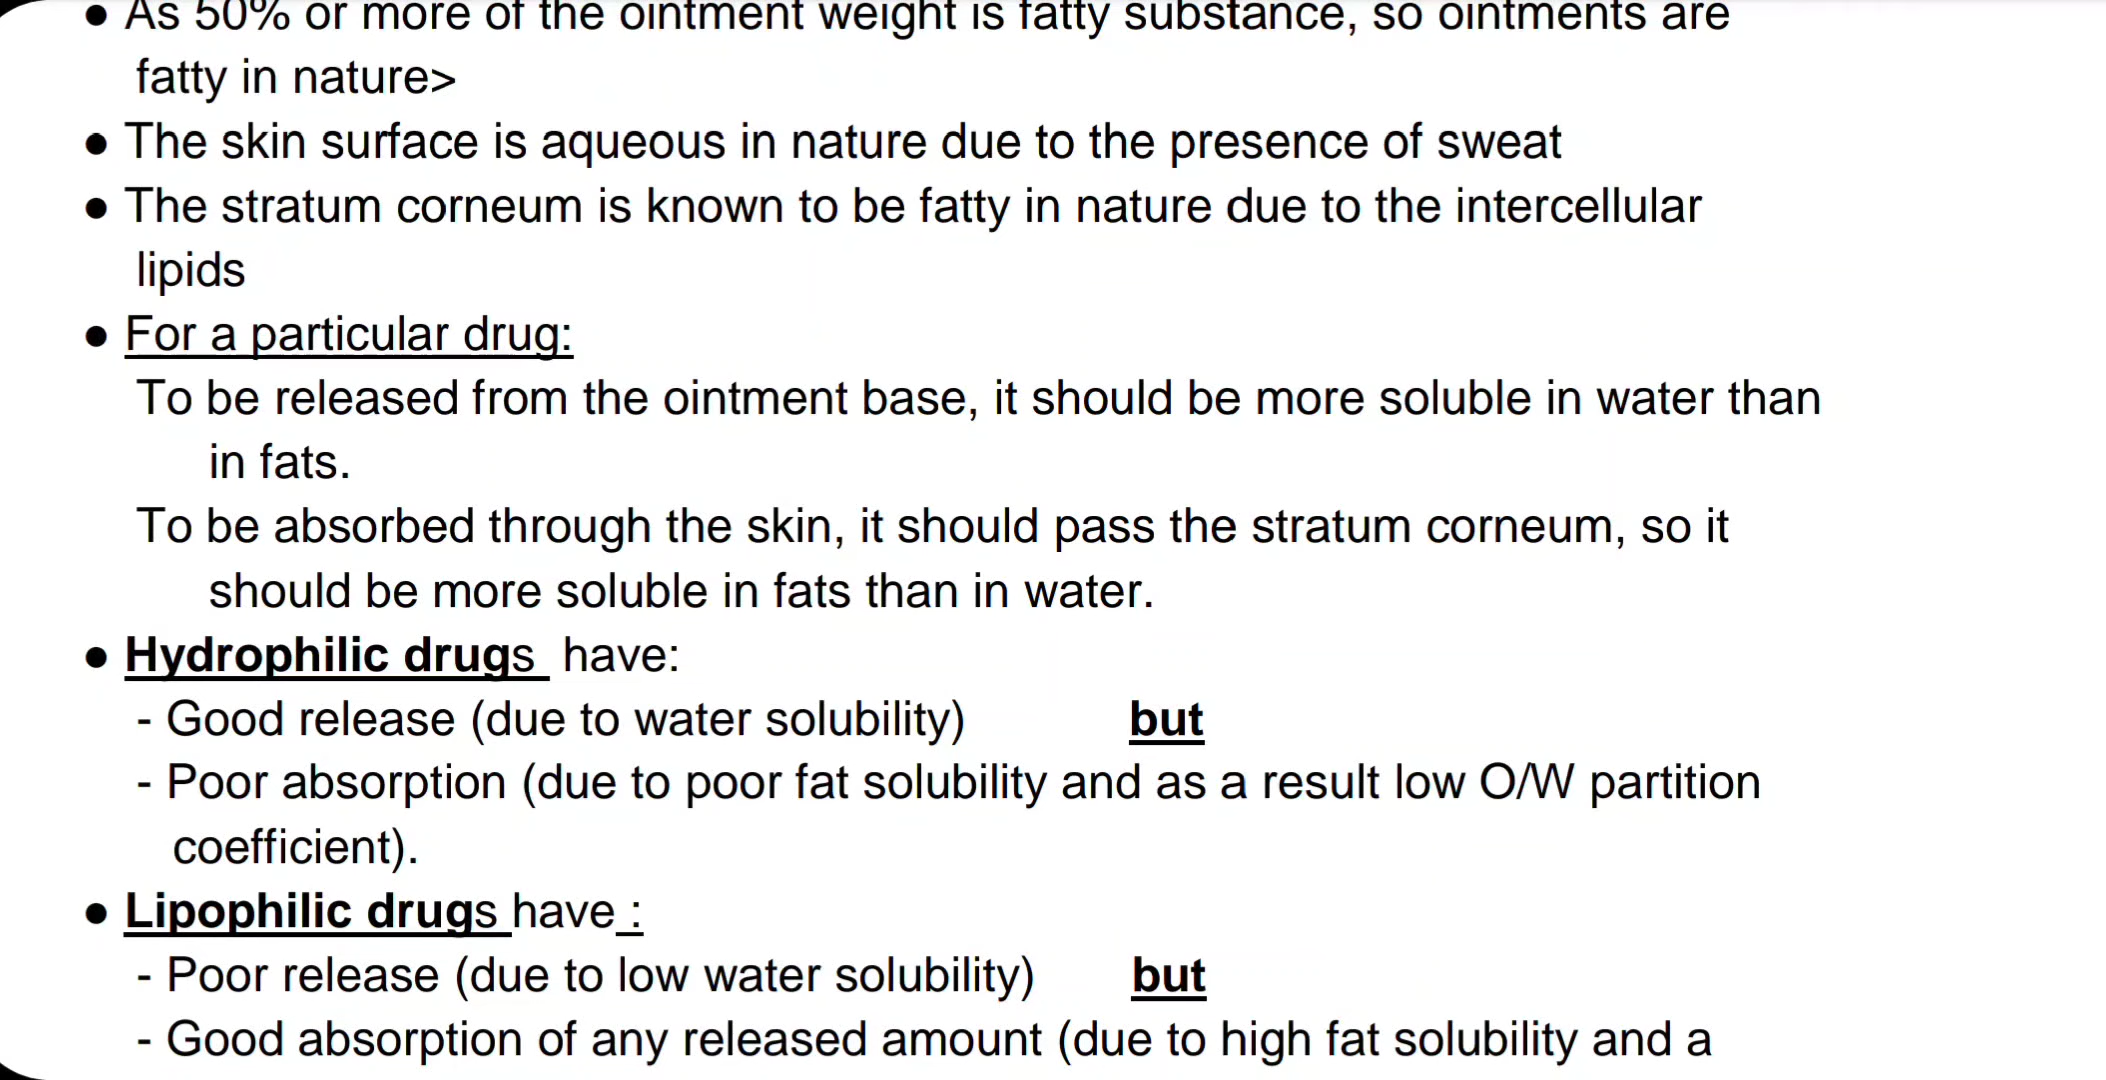 ● As 50% or more of the ointment weight is fatty substance, so ointments are
fatty in nature>
● The skin surface is aqueous in nature due to the presence of sweat
● The stratum corneum is known to be fatty in nature due to the intercellular
lipids
● For a particular drug:
To be released from the ointment base, it should be more soluble in water than
in fats.
To be absorbed through the skin, it should pass the stratum corneum, so it
should be more soluble in fats than in water.
● Hydrophilic drugs have:
- Good release (due to water solubility) but
- Poor absorption (due to poor fat solubility and as a result low O/W partition
coefficient).
● Lipophilic drugs have :
- Poor release (due to low water solubility) but
- Good absorption of any released amount (due to high fat solubility and a